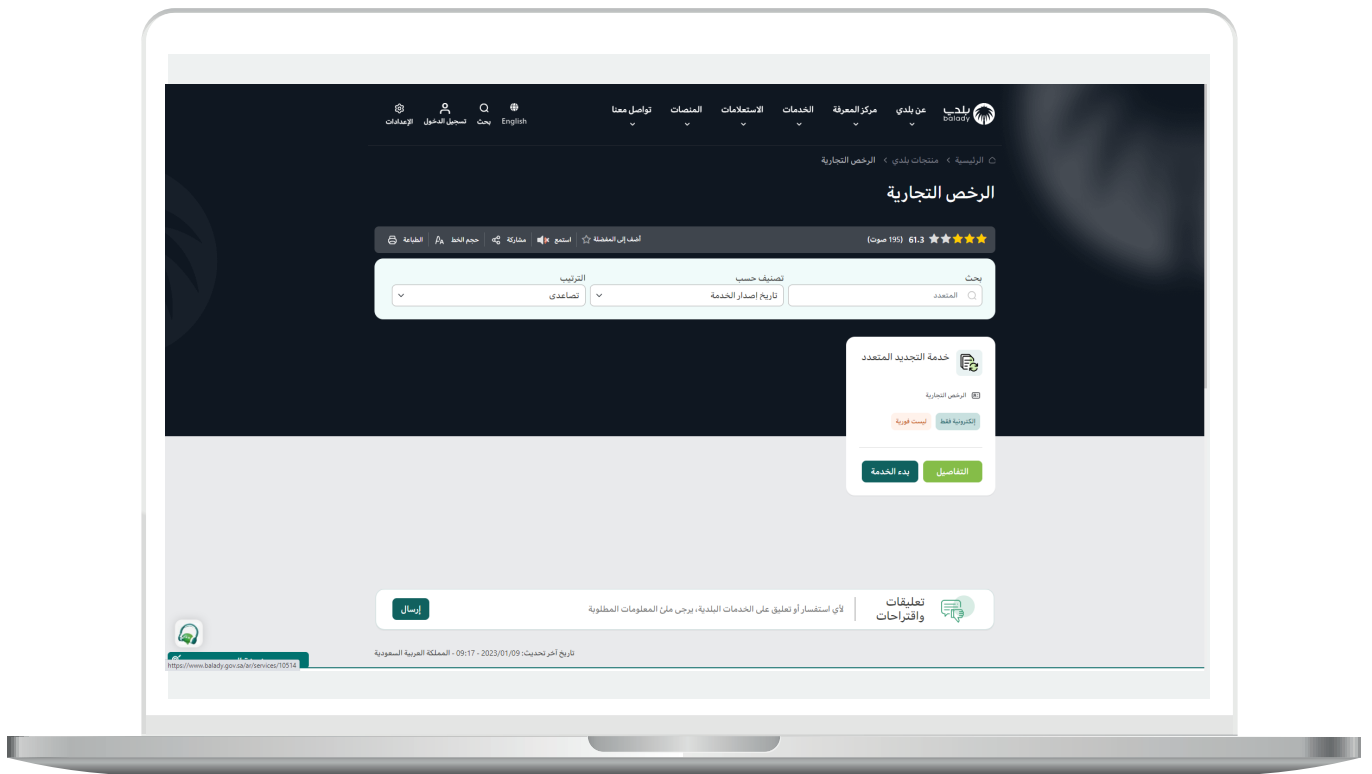 بلدي
balady
عن بلدي
مركز المعرفة
الخدمات
الاستعلامات
المنصات
تواصل معنا
English
بحث
تسجيل الدخول
الإعدادات
الرئيسية > منتجات بلدي > الرخص التجارية
الرخص التجارية
61.3 (195 صوت)
أضف إلى المفضلة
استمع
مشاركة
حجم الخط
الطباعة
بحث
تصنيف حسب
الترتيب
المتعدد
تاريخ إصدار الخدمة
تصاعدى
خدمة التجديد المتعدد
الرخص التجارية
إلكترونية فقط
ليست فورية
التفاصيل
بدء الخدمة
تعليقات
واقتراحات
لأي استفسار أو تعليق على الخدمات البلدية، يرجى ملئ المعلومات المطلوبة
إرسال
تاريخ آخر تحديث: 2023/01/09 - 09:17 - المملكة العربية السعودية
https://www.balady.gov.sa/ar/services/10514